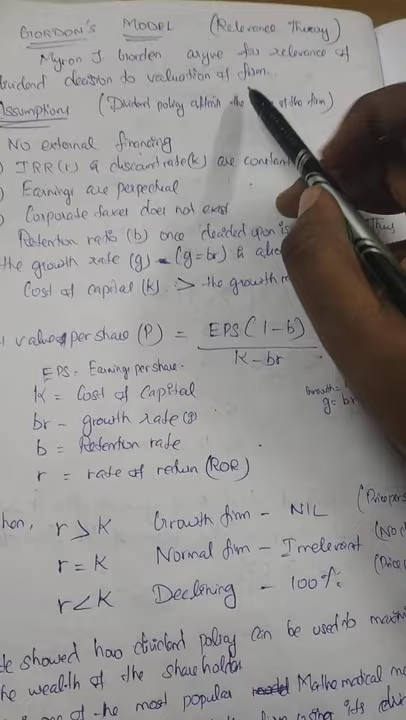 GORDON'S MODEL (Relevance Theory)
Myron J Gorden argue for relevance of
dividend decision to valuation of firm.
Assumptions (Dividend policy affects the of the firm)
No external financing
) IRR(r) & discount rate(k) are constant
) Earnings are perpectual
) Corporate taxes does not exist
Retention ratio (b) once decided upon is Thus
the growth rate (g) - (g=br) is
Cost of capital (k) > the growth
value per share (P) = EPS(1-b)
K-br
EPS = Earnings per share.
K = Cost of Capital
Growth =
g = br
br - growth rate (g)
b = Retention rate
r = rate of return (ROR)
r>K Growth firm - NIL
r=K Normal firm - Irrelevant
r<K Declining - 100%
showed how dividend policy can be used to
the wealth of the shareholders
of the most popular Mathematical